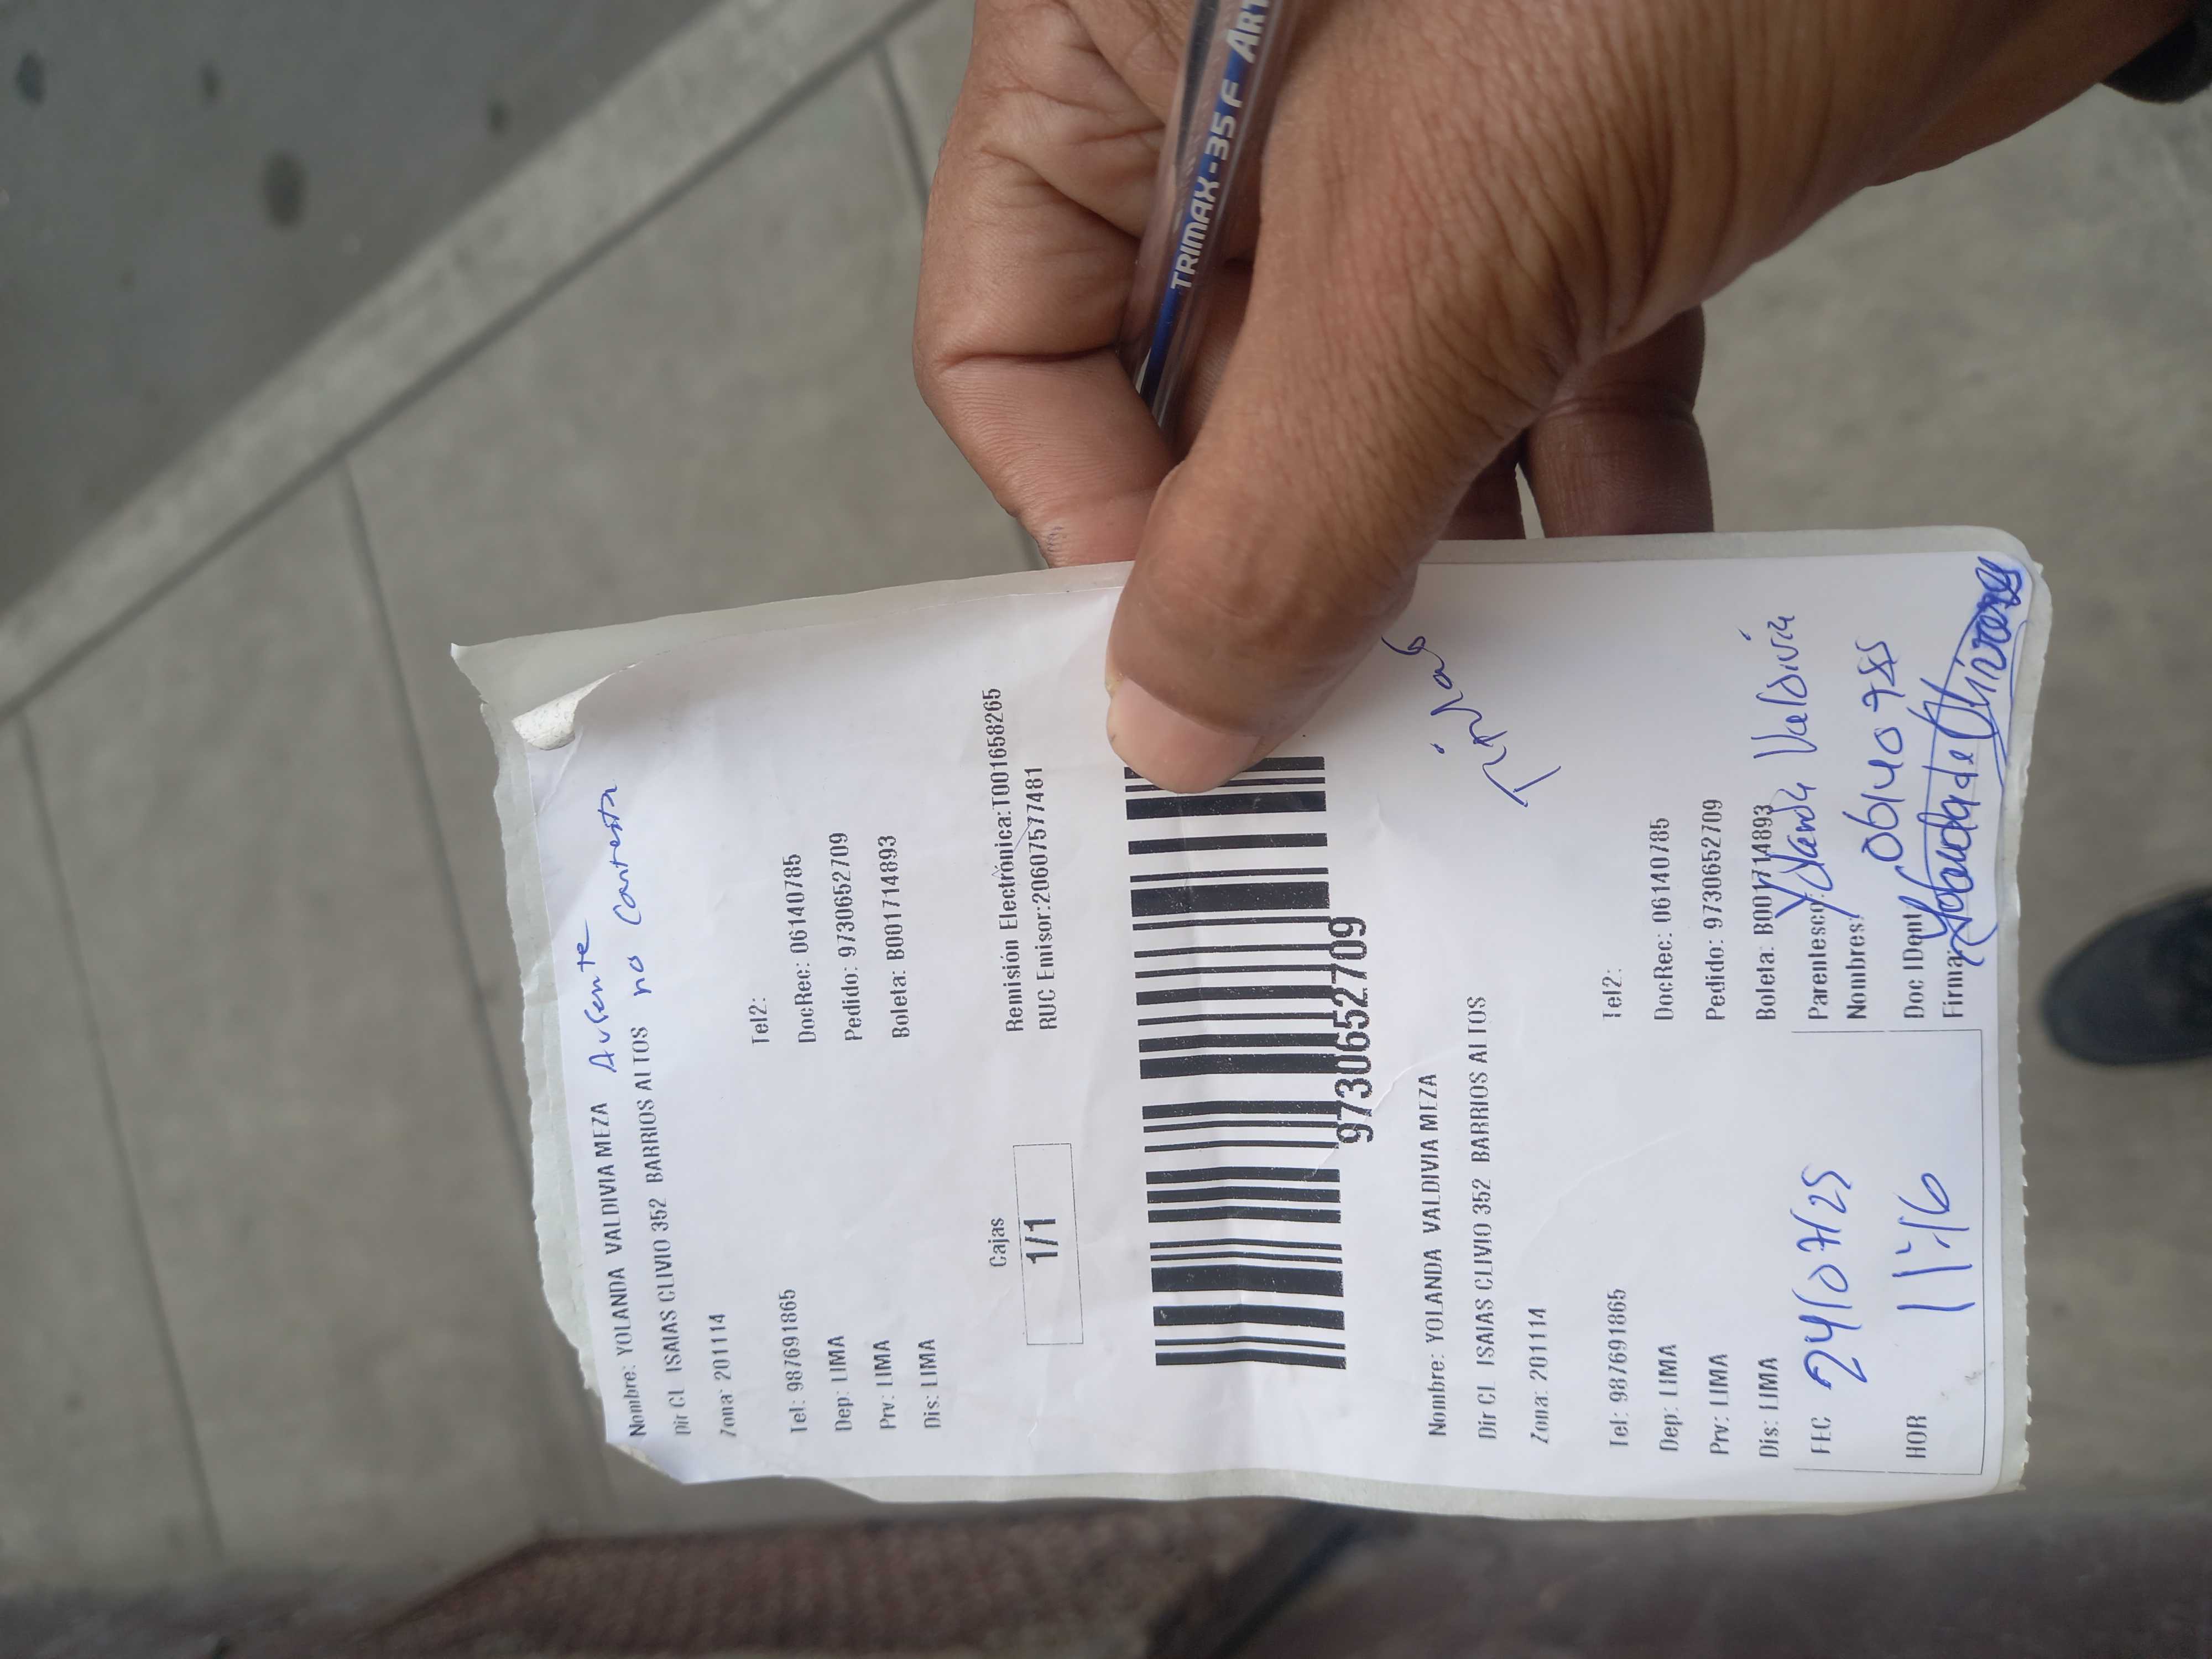 TRIMAX-35 F ART
Nombre: YOLANDA VALDIVIA MEZA Ausente
Dir CL ISAIAS CLIVIO 352 BARRIOS ALTOS no contesta
Zona: 201114
Tel: 987691865 Tel2:
Dep: LIMA DocRec: 06140785
Prv: LIMA Pedido: 9730652709
Dis: LIMA Boleta: B001714893
Cajas Remisión Electrónica:T001658265
1/1 RUC Emisor:20607577481
9730652709
Nombre: YOLANDA VALDIVIA MEZA
Dir CL ISAIAS CLIVIO 352 BARRIOS ALTOS
Zona: 201114
Tel: 987691865 Tel2:
Dep: LIMA DocRec: 06140785
Prv: LIMA Pedido: 9730652709
Dis: LIMA Boleta: B001714893
FEC 24/07/25 Parentesco:
Nombres: Yolanda Valdivia
HOR 11:16 Doc IDent 06140785
Firma: Yolanda de Olivares